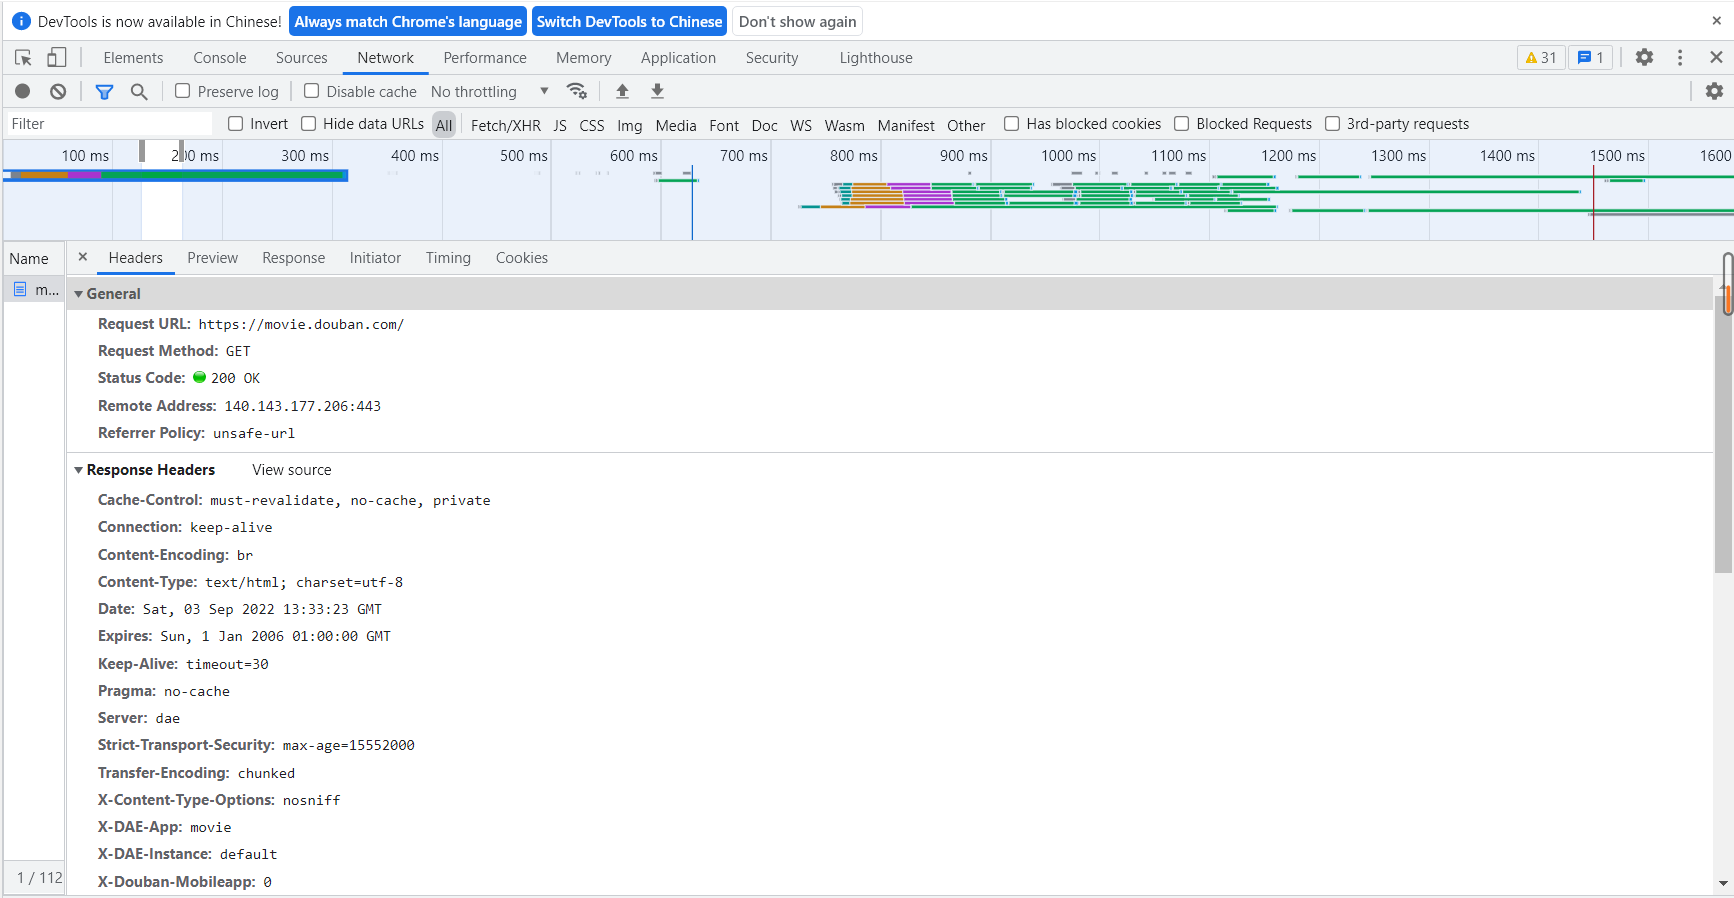 DevTools is now available in Chinese! Always match Chrome's language Switch DevTools to Chinese Don't show again
Elements Console Sources Network Performance Memory Application Security Lighthouse 31 1
Preserve log Disable cache No throttling
Filter Invert Hide data URLs All Fetch/XHR JS CSS Img Media Font Doc WS Wasm Manifest Other Has blocked cookies Blocked Requests 3rd-party requests
100 ms 200 ms 300 ms 400 ms 500 ms 600 ms 700 ms 800 ms 900 ms 1000 ms 1100 ms 1200 ms 1300 ms 1400 ms 1500 ms 1600
Name Headers Preview Response Initiator Timing Cookies
m...
General
Request URL: https://movie.douban.com/
Request Method: GET
Status Code: 200 OK
Remote Address: 140.143.177.206:443
Referrer Policy: unsafe-url
Response Headers View source
Cache-Control: must-revalidate, no-cache, private
Connection: keep-alive
Content-Encoding: br
Content-Type: text/html; charset=utf-8
Date: Sat, 03 Sep 2022 13:33:23 GMT
Expires: Sun, 1 Jan 2006 01:00:00 GMT
Keep-Alive: timeout=30
Pragma: no-cache
Server: dae
Strict-Transport-Security: max-age=15552000
Transfer-Encoding: chunked
X-Content-Type-Options: nosniff
X-DAE-App: movie
X-DAE-Instance: default
X-Douban-Mobileapp: 0
1 / 112